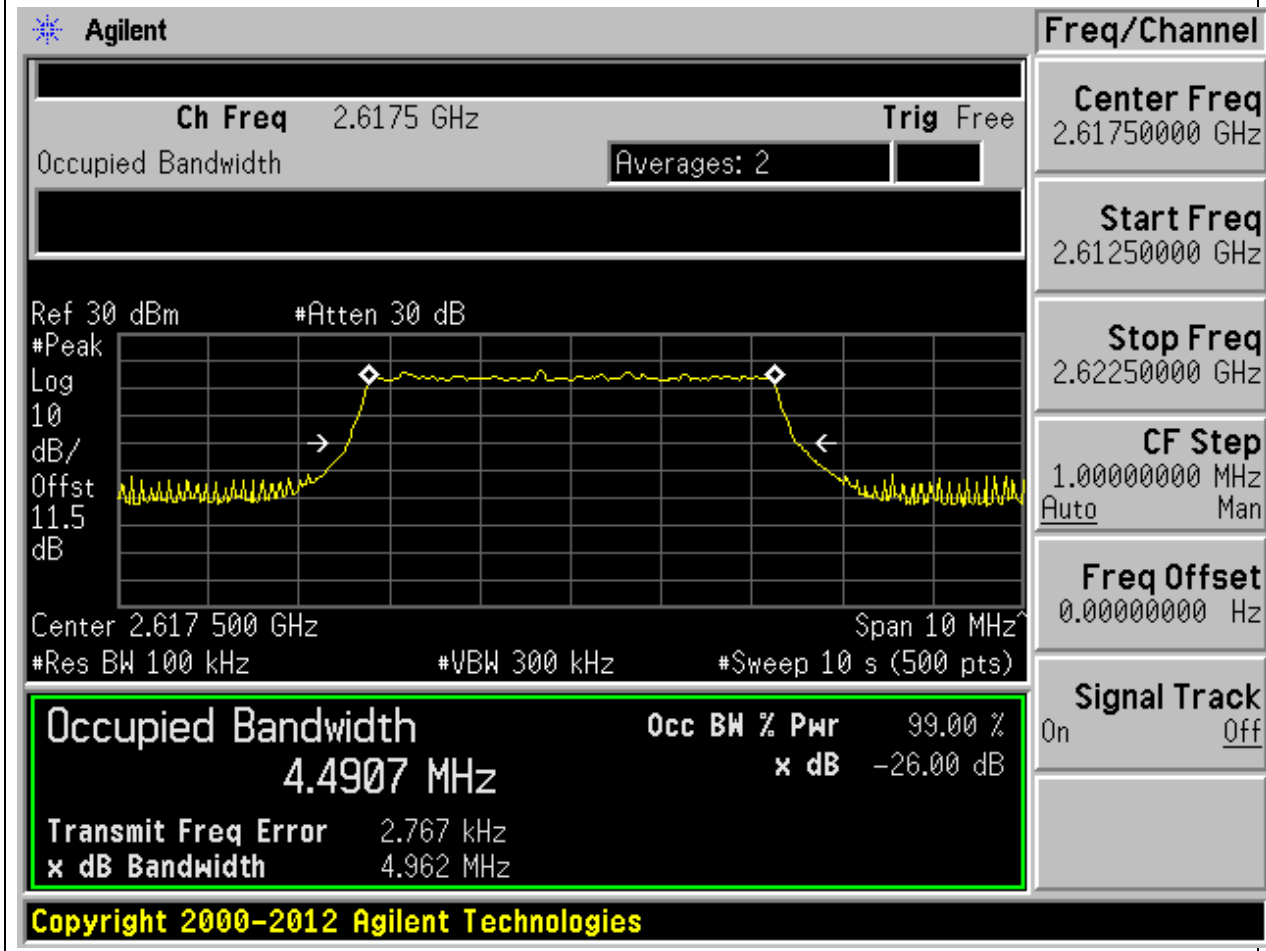 Agilent
Freq/Channel
Ch Freq 2.6175 GHz Trig Free
Occupied Bandwidth Averages: 2
Center Freq
2.61750000 GHz
Start Freq
2.61250000 GHz
Stop Freq
2.62250000 GHz
CF Step
1.00000000 MHz
Auto Man
Freq Offset
0.00000000 Hz
Signal Track
On Off
Ref 30 dBm #Atten 30 dB
#Peak
Log
10
dB/
Offst
11.5
dB
Center 2.617 500 GHz Span 10 MHz^
#Res BW 100 kHz #VBW 300 kHz #Sweep 10 s (500 pts)
Occupied Bandwidth Occ BW % Pwr 99.00 %
4.4907 MHz x dB -26.00 dB
Transmit Freq Error 2.767 kHz
x dB Bandwidth 4.962 MHz
Copyright 2000-2012 Agilent Technologies